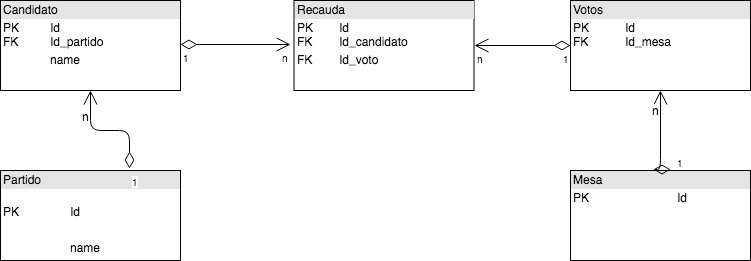 Candidato
PK Id
FK Id_partido
name
1
n
Recauda
PK Id
FK Id_candidato
FK Id_voto
n
1
Votos
PK Id
FK Id_mesa
n
n
1
Partido 1
PK Id
name
Mesa
PK Id